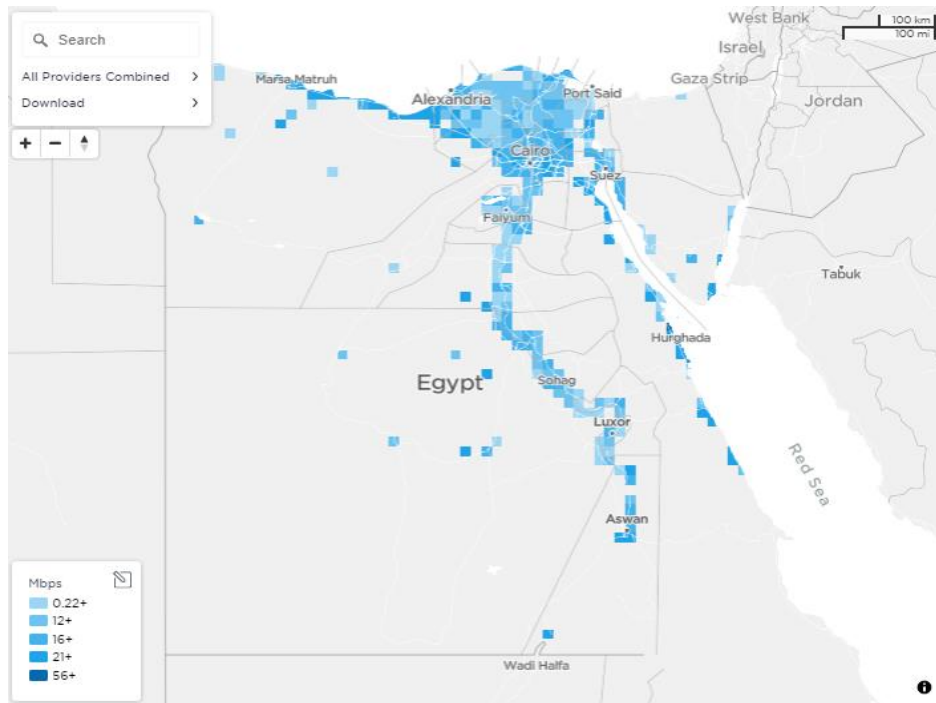 Search
All Providers Combined
Download
West Bank
Israel
Gaza Strip
Jordan
100 km
100 mi
Marsa Matruh
Alexandria
Port Said
Cairo
Suez
Faiyum
Tabuk
Hurghada
Egypt
Sohag
Luxor
Red Sea
Aswan
Wadi Halfa
Mbps
0.22+
12+
16+
21+
56+